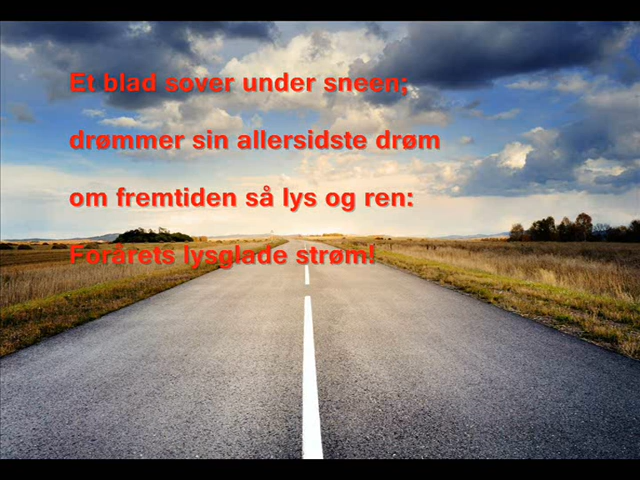 Et blad sover under sneen;
drømmer sin allersidste drøm
om fremtiden så lys og ren:
Forårets lysglade strøm!